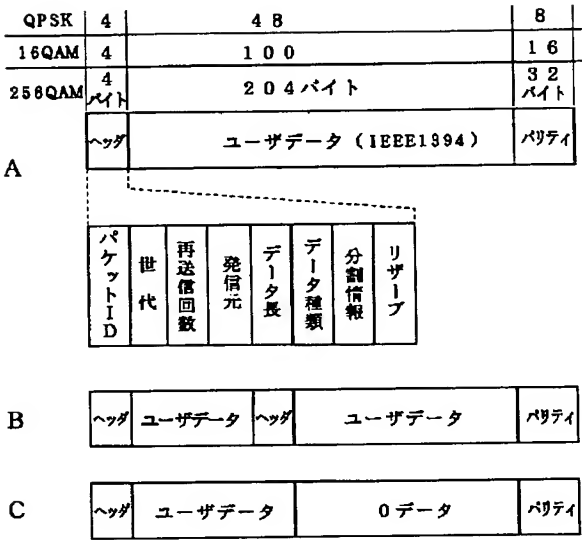 QPSK 4 48 8
16QAM 4 100 16
256QAM 4バイト 204バイト 32バイト
A
ヘッダ ユーザデータ(IEEE1394) パリティ
パケットID 世代 再送信回数 発信元 データ長 データ種類 分割情報 リザーブ
B ヘッダ ユーザデータ ヘッダ ユーザデータ パリティ
C ヘッダ ユーザデータ 0データ パリティ